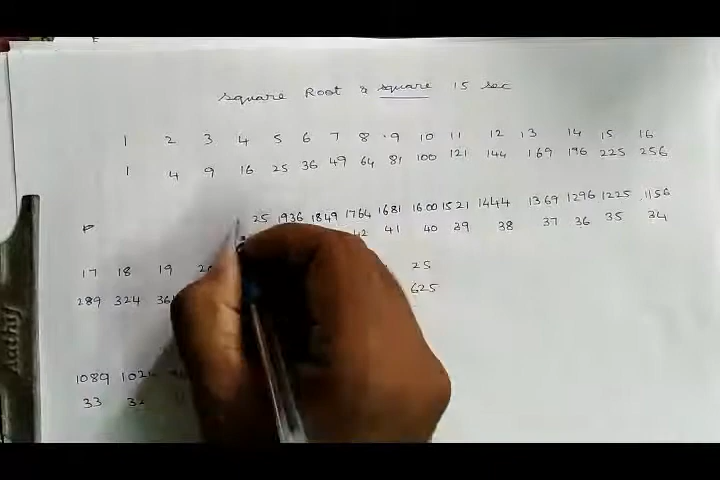 square Root & square 15 sec
1 2 3 4 5 6 7 8 9 10 11 12 13 14 15 16
1 4 9 16 25 36 49 64 81 100 121 144 169 196 225 256
25 1936 1849 1764 1681 1600 1521 1444 1369 1296 1225 1156
42 41 40 39 38 37 36 35 34
17 18 19 25
289 324 625
1089
33